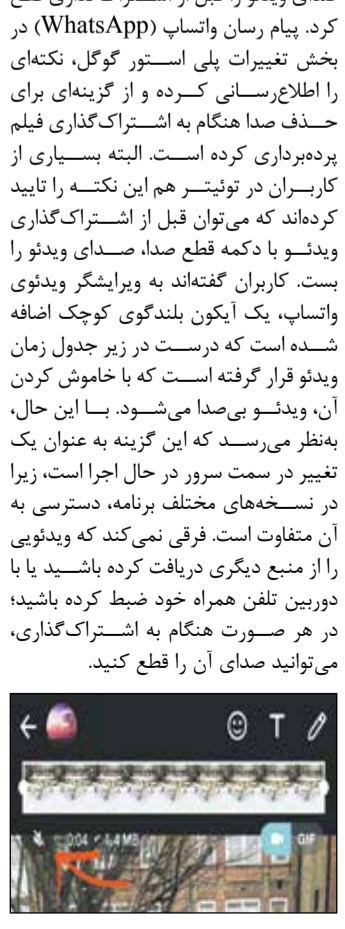 صدای ویدئو را قبل از اشتراک‌گذاری قطع
کرد. پیام رسان واتساپ (WhatsApp) در
بخش تغییرات پلی استور گوگل، نکته‌ای
را اطلاع‌رسانی کرده و از گزینه‌ای برای
حذف صدا هنگام به اشتراک‌گذاری فیلم
پرده‌برداری کرده است. البته بسیاری از
کاربران در توئیتر هم این نکته را تایید
کرده‌اند که می‌توان قبل از اشتراک‌گذاری
ویدئو با دکمه قطع صدا، صدای ویدئو را
بست. کاربران گفته‌اند به ویرایشگر ویدئوی
واتساپ، یک آیکون بلندگوی کوچک اضافه
شده است که درست در زیر جدول زمان
ویدئو قرار گرفته است که با خاموش کردن
آن، ویدئو بی‌صدا می‌شود. با این حال،
به‌نظر می‌رسد که این گزینه به عنوان یک
تغییر در سمت سرور در حال اجرا است، زیرا
در نسخه‌های مختلف برنامه، دسترسی به
آن متفاوت است. فرقی نمی‌کند که ویدئویی
را از منبع دیگری دریافت کرده باشید یا با
دوربین تلفن همراه خود ضبط کرده باشید؛
در هر صورت هنگام به اشتراک‌گذاری،
می‌توانید صدای آن را قطع کنید.
T
0:04 1.4 MB GIF